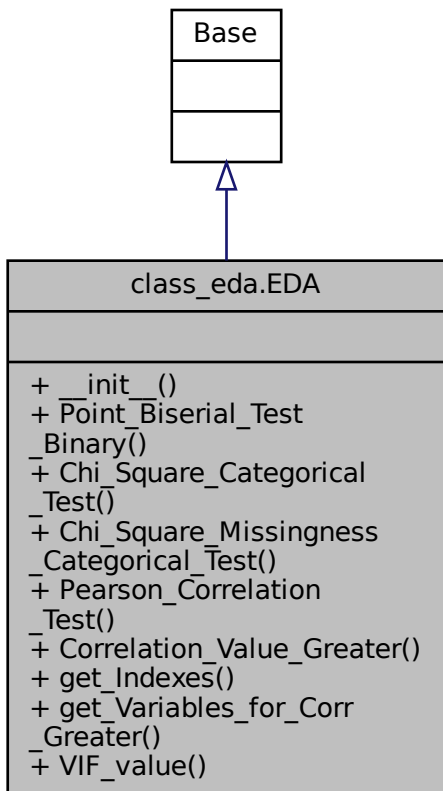 Base
class_eda.EDA
+ __init__()
+ Point_Biserial_Test
_Binary()
+ Chi_Square_Categorical
_Test()
+ Chi_Square_Missingness
_Categorical_Test()
+ Pearson_Correlation
_Test()
+ Correlation_Value_Greater()
+ get_Indexes()
+ get_Variables_for_Corr
_Greater()
+ VIF_value()